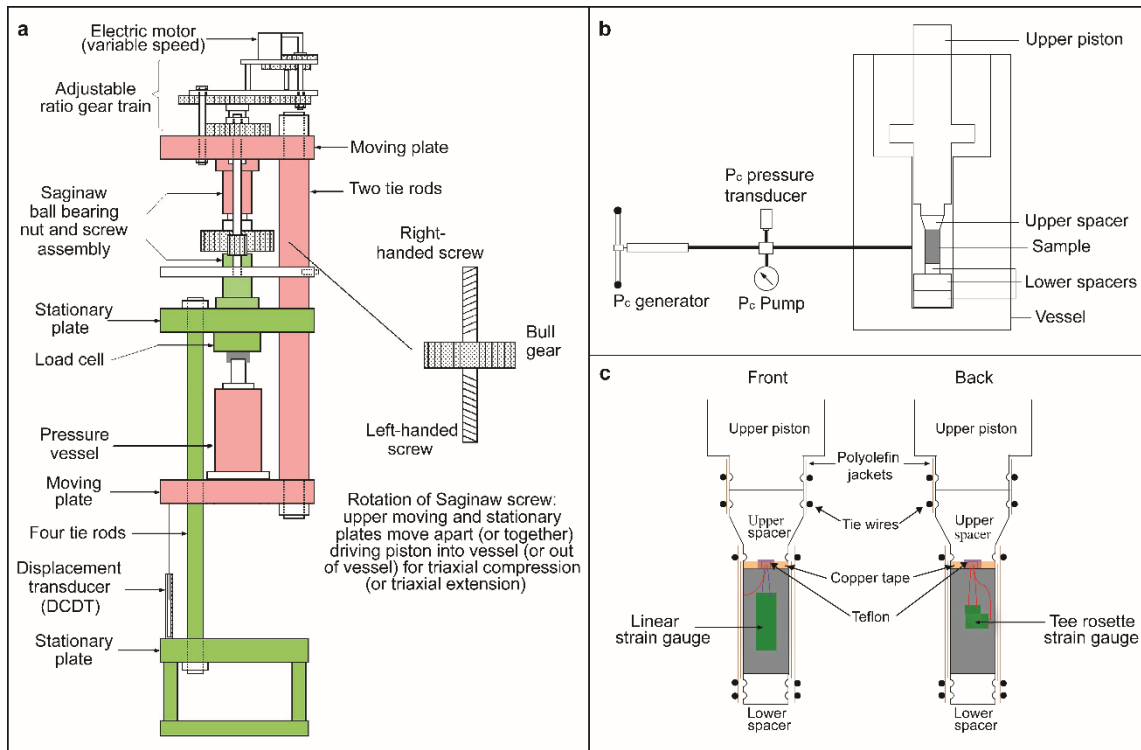 a
Electric motor
(variable speed)
Adjustable
ratio gear train
Moving plate
Two tie rods
Saginaw
ball bearing
nut and screw
assembly
Right-
handed screw
Stationary
plate
Bull
gear
Load cell
Left-handed
screw
Pressure
vessel
Moving
plate
Four tie rods
Displacement
transducer
(DCDT)
Stationary
plate
Rotation of Saginaw screw:
upper moving and stationary
plates move apart (or together)
driving piston into vessel (or out
of vessel) for triaxial compression
(or triaxial extension)
b
Upper piston
Pc pressure
transducer
Upper spacer
Sample
Pc generator
Pc Pump
Lower spacers
Vessel
c
Front
Back
Upper piston
Upper piston
Polyolefin
jackets
Tie wires
Upper
spacer
Upper
spacer
Copper tape
Teflon
Linear
strain gauge
Tee rosette
strain gauge
Lower
spacer
Lower
spacer